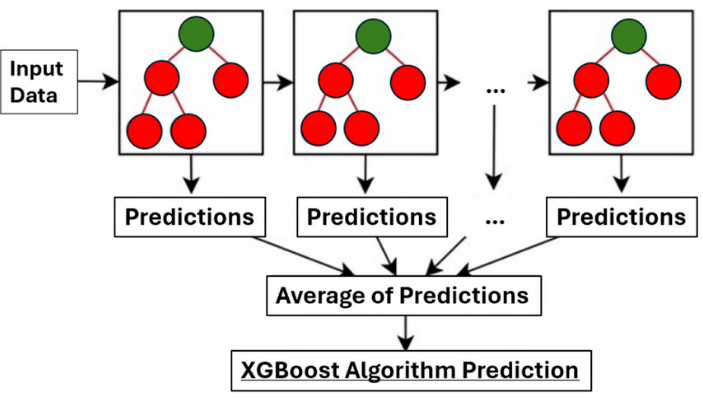 Input
Data
...
Predictions
Predictions
...
Predictions
Average of Predictions
XGBoost Algorithm Prediction